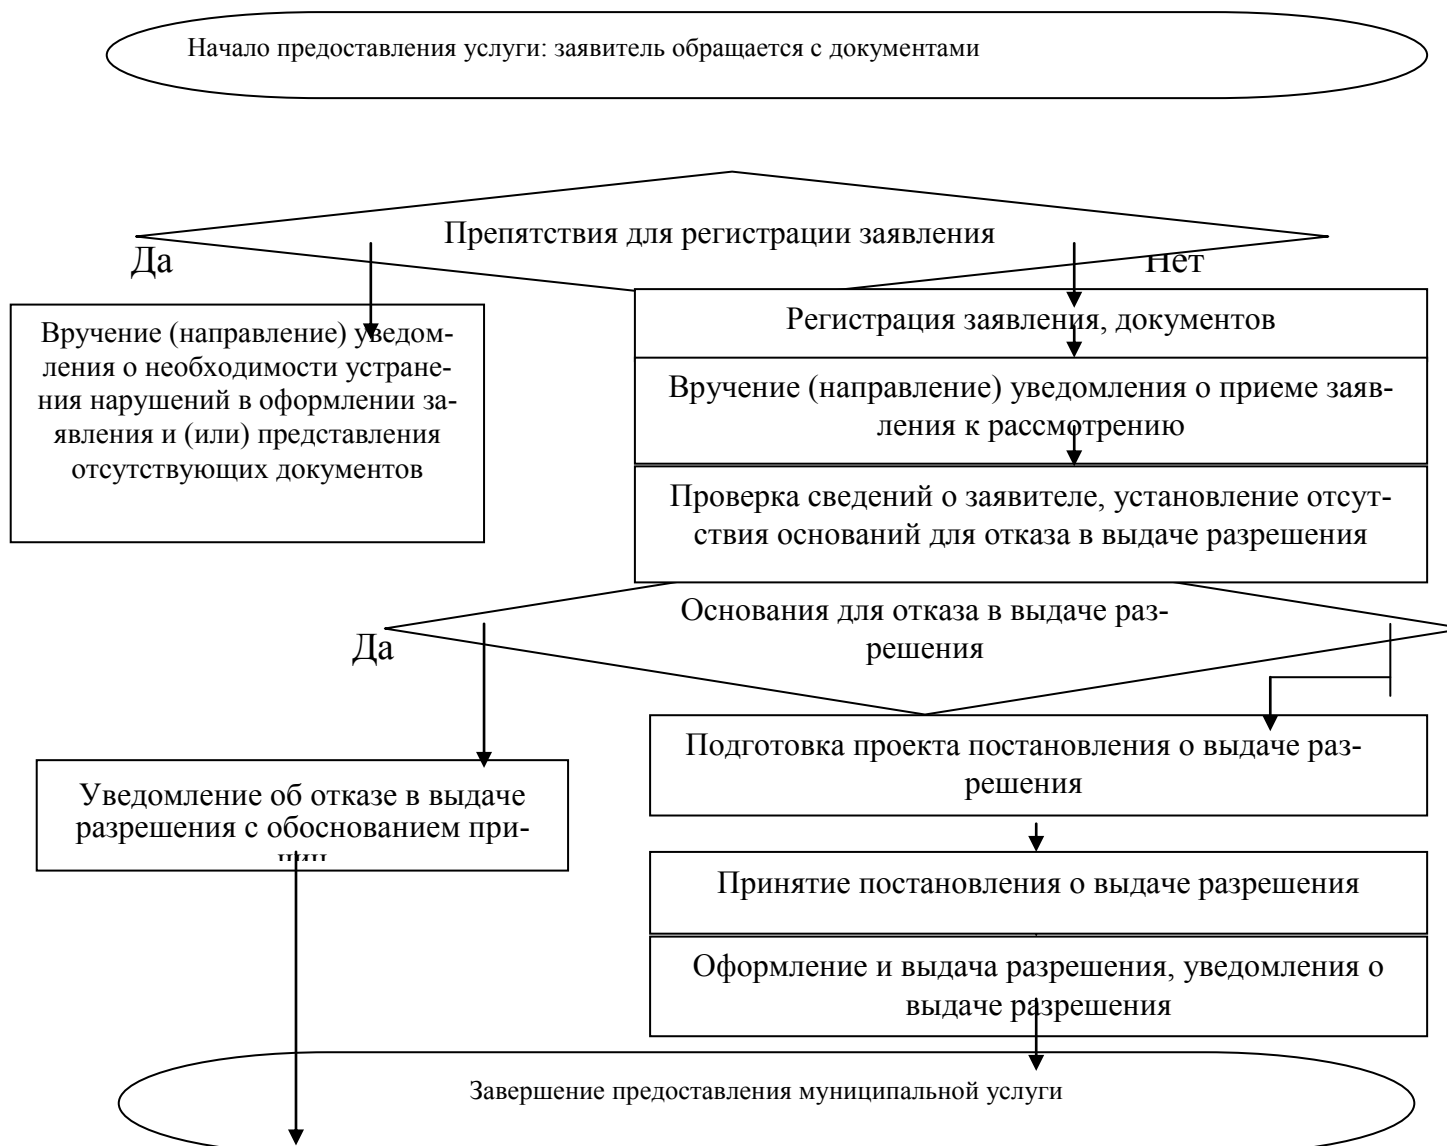 Начало предоставления услуги: заявитель обращается с документами
Препятствия для регистрации заявления
Да
Нет
Вручение (направление) уведом-
ления о необходимости устране-
ния нарушений в оформлении за-
явления и (или) представления
отсутствующих документов
Регистрация заявления, документов
Вручение (направление) уведомления о приеме заяв-
ления к рассмотрению
Проверка сведений о заявителе, установление отсут-
ствия оснований для отказа в выдаче разрешения
Основания для отказа в выдаче раз-
решения
Да
Подготовка проекта постановления о выдаче раз-
решения
Уведомление об отказе в выдаче
разрешения с обоснованием при-
чин
Принятие постановления о выдаче разрешения
Оформление и выдача разрешения, уведомления о
выдаче разрешения
Завершение предоставления муниципальной услуги